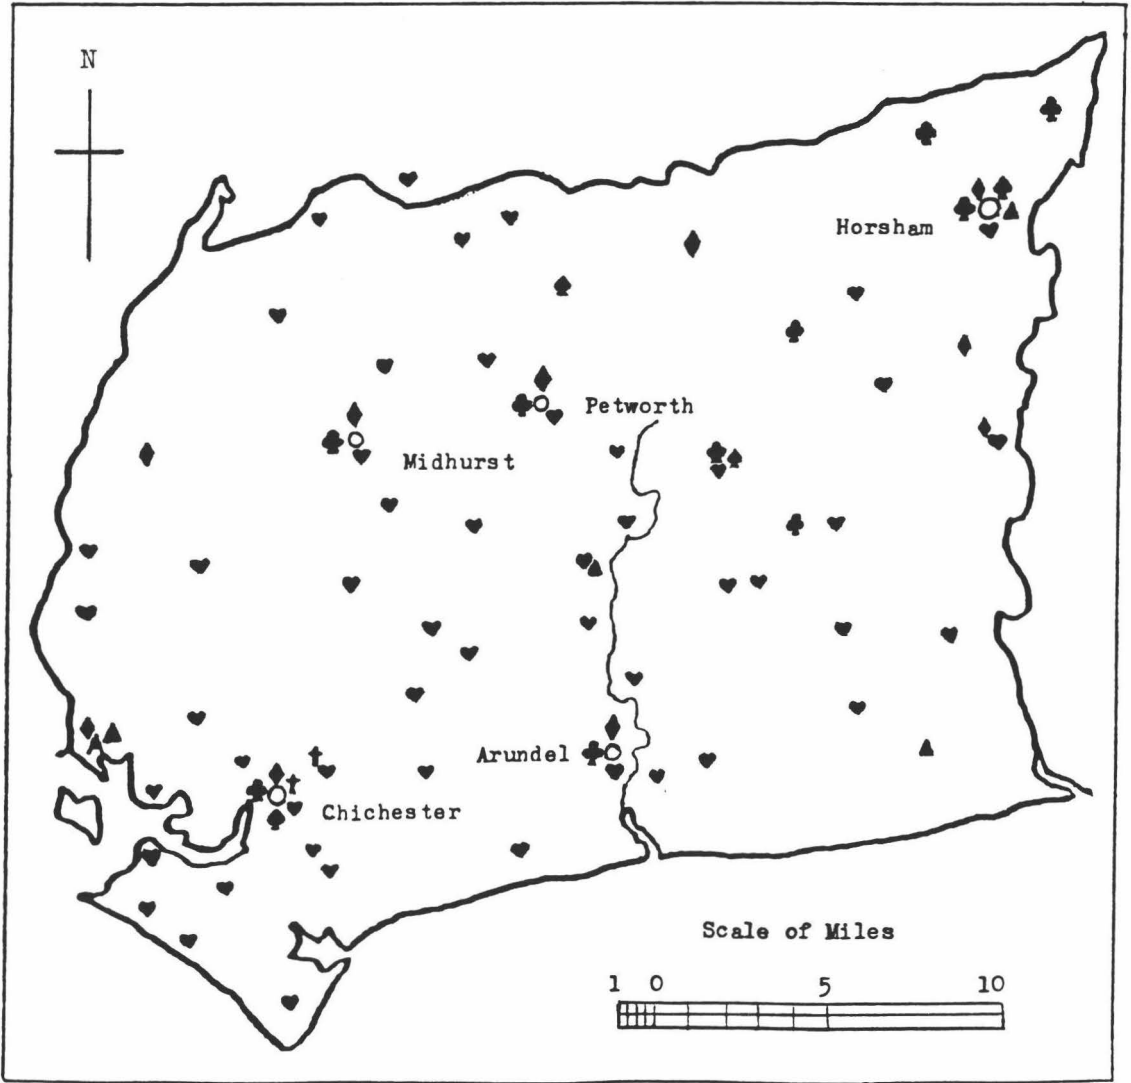 N
Horsham
Petworth
Midhurst
Arundel
Chichester
Scale of Miles
1 0 5 10